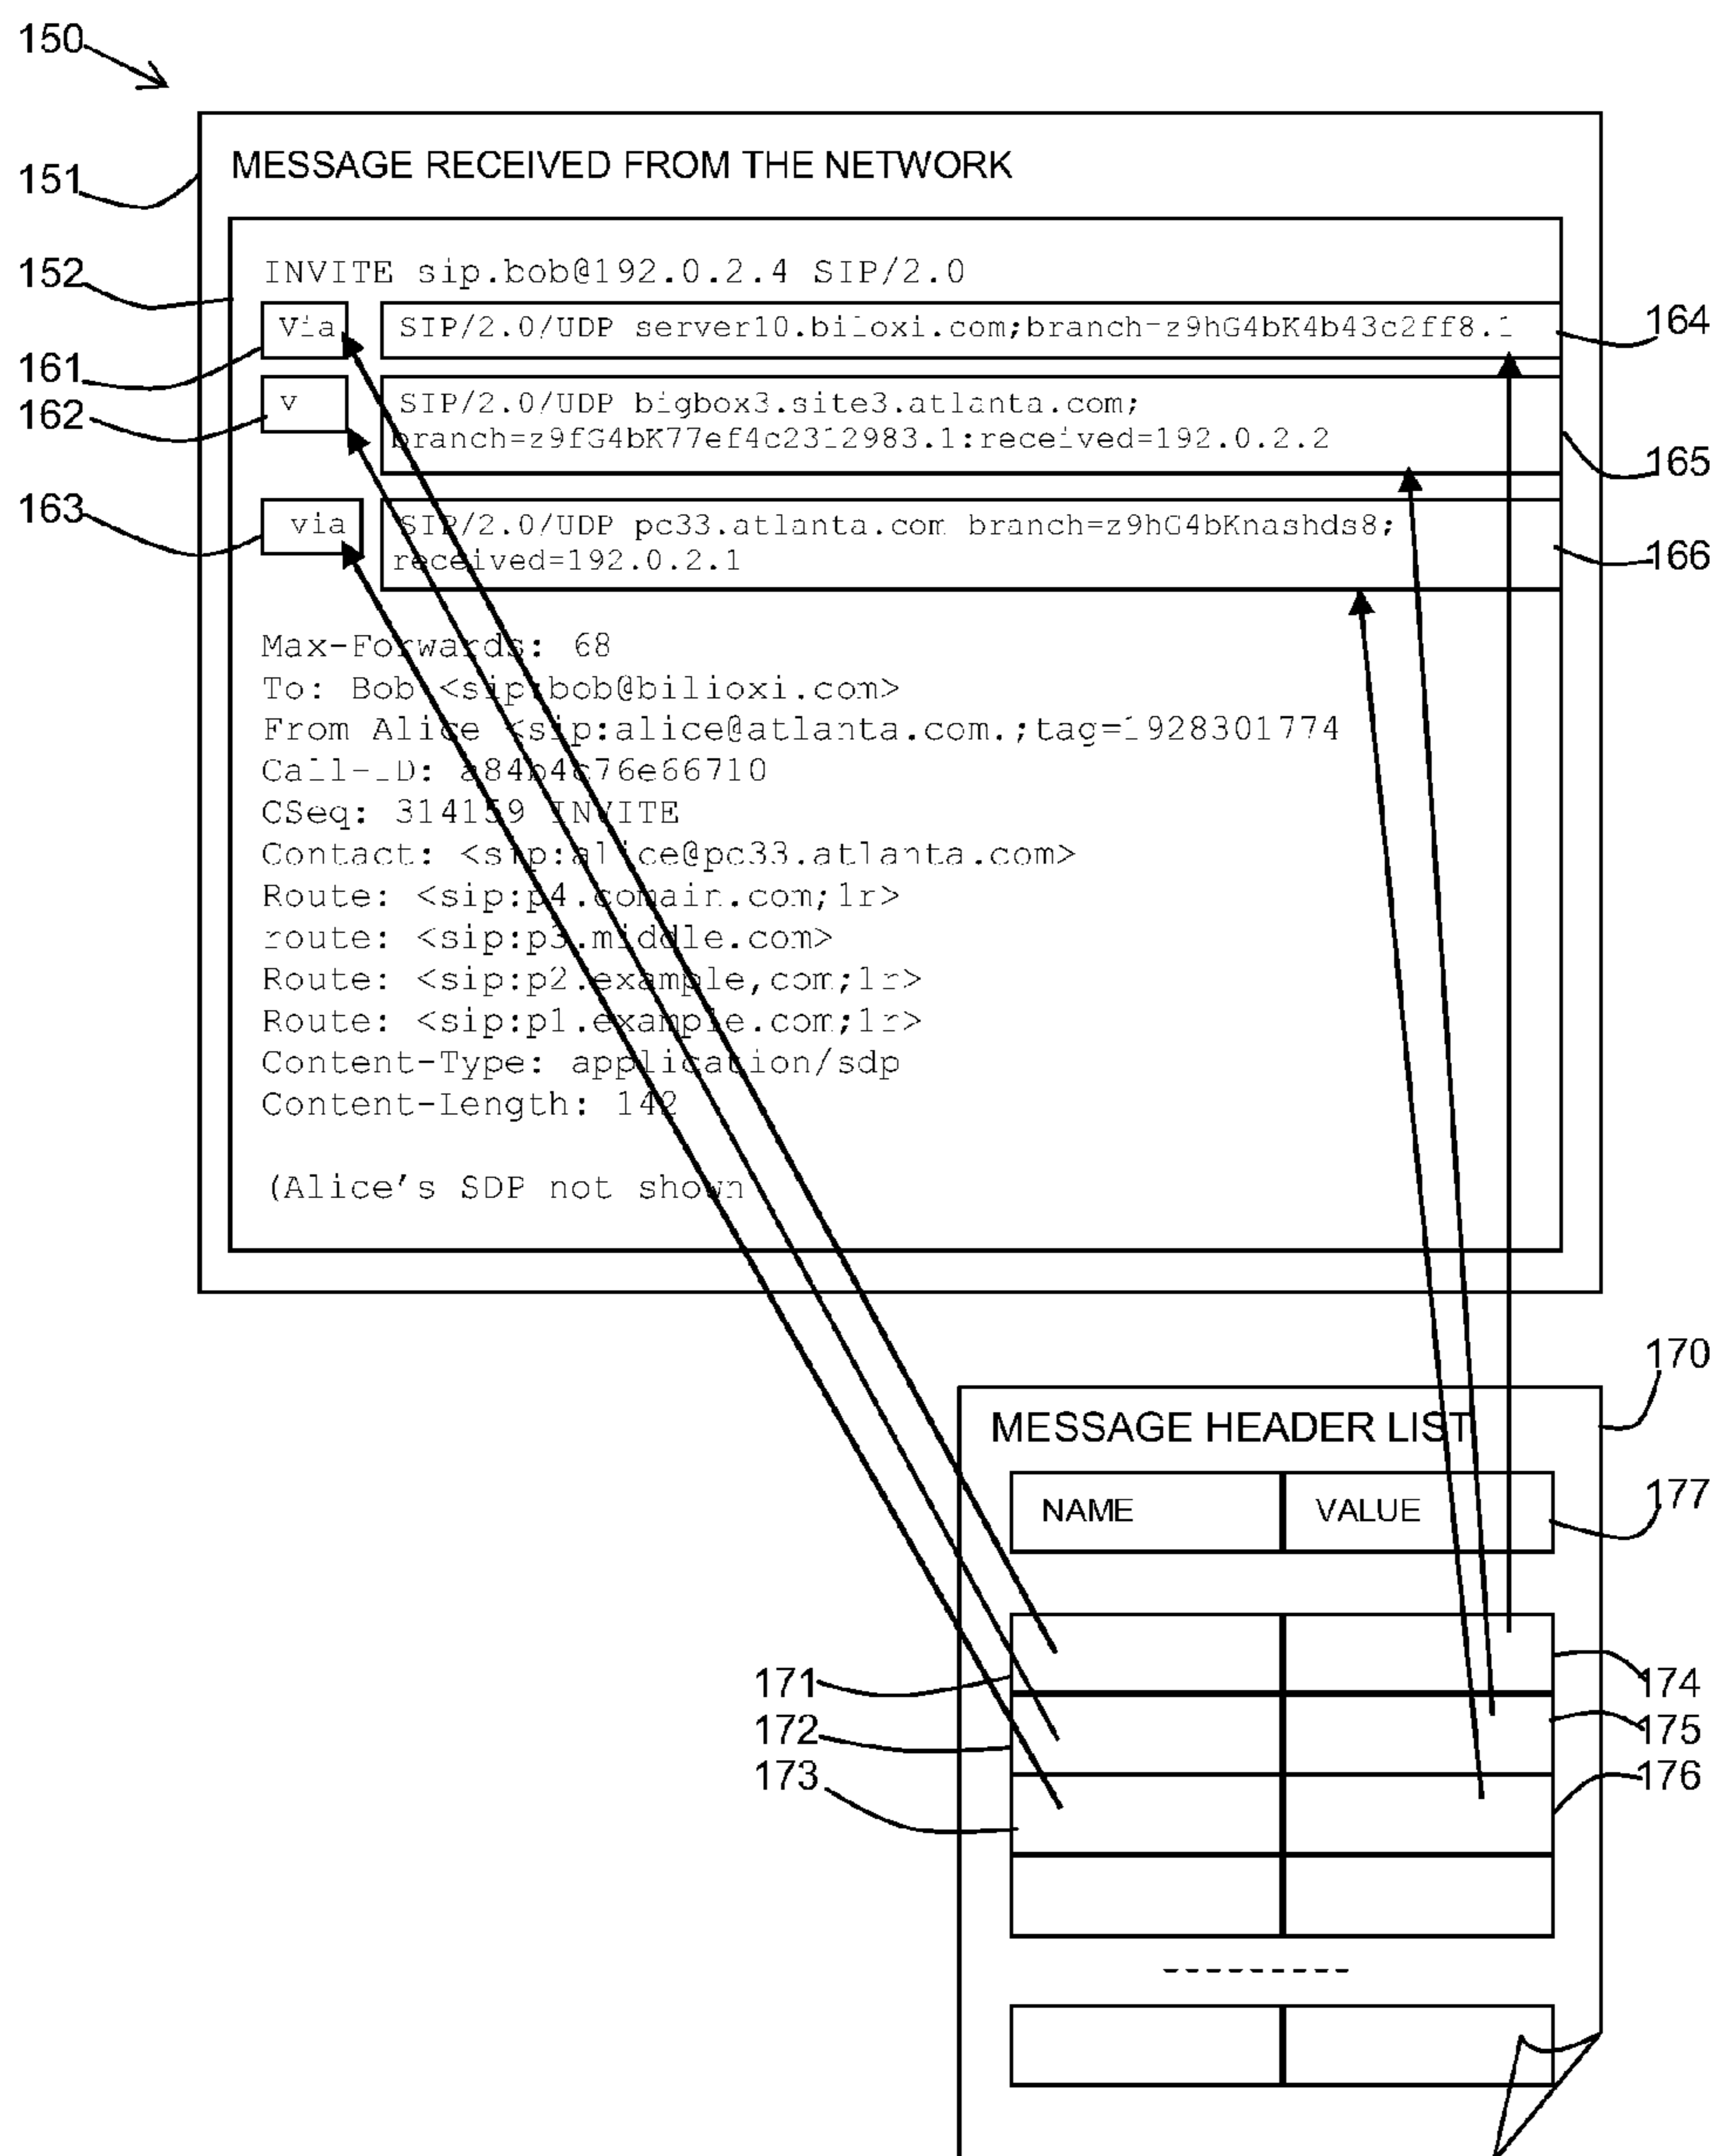 150
151
MESSAGE RECEIVED FROM THE NETWORK
152
INVITE sip.bob@192.0.2.4 SIP/2.0
161
Via
SIP/2.0/UDP server10.biloxi.com;branch=z9hG4bK4b43c2ff8.1
164
162
v
SIP/2.0/UDP bigbox3.site3.atlanta.com;
branch=z9fG4bK77ef4c2312983.1:received=192.0.2.2
165
163
via
SIP/2.0/UDP pc33.atlanta.com branch=z9hG4bKnashds8;
received=192.0.2.1
166
Max-Forwards: 68
To: Bob <sip:bob@bilioxi.com>
From Alice <sip:alice@atlanta.com.;tag=1928301774
Call-ID: a84b4c76e66710
CSeq: 314159 INVITE
Contact: <sip:alice@pc33.atlanta.com>
Route: <sip:p4.comain.com;lr>
route: <sip:p3.middle.com>
Route: <sip:p2.example,com;lr>
Route: <sip:p1.example.com;lr>
Content-Type: application/sdp
Content-Length: 142
(Alice's SDP not shown
170
MESSAGE HEADER LIST
NAME VALUE
177
171
174
172
175
173
176